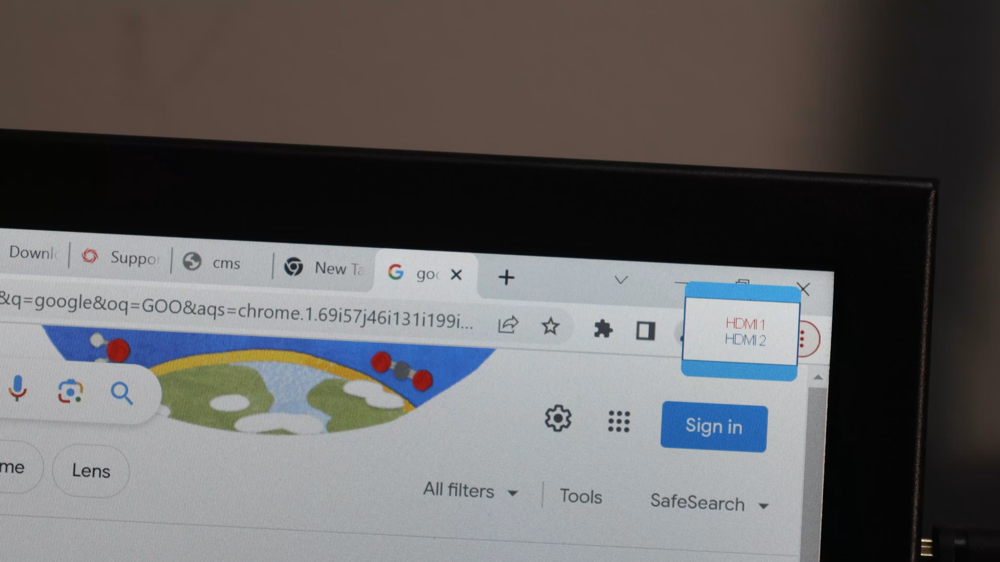 Downl
Suppo
cms
New Ta
goo
&q=google&oq=GOO&aqs=chrome.1.69i57j46i131i199i...
HDMI 1
HDMI 2
Sign in
me
Lens
All filters
Tools
SafeSearch